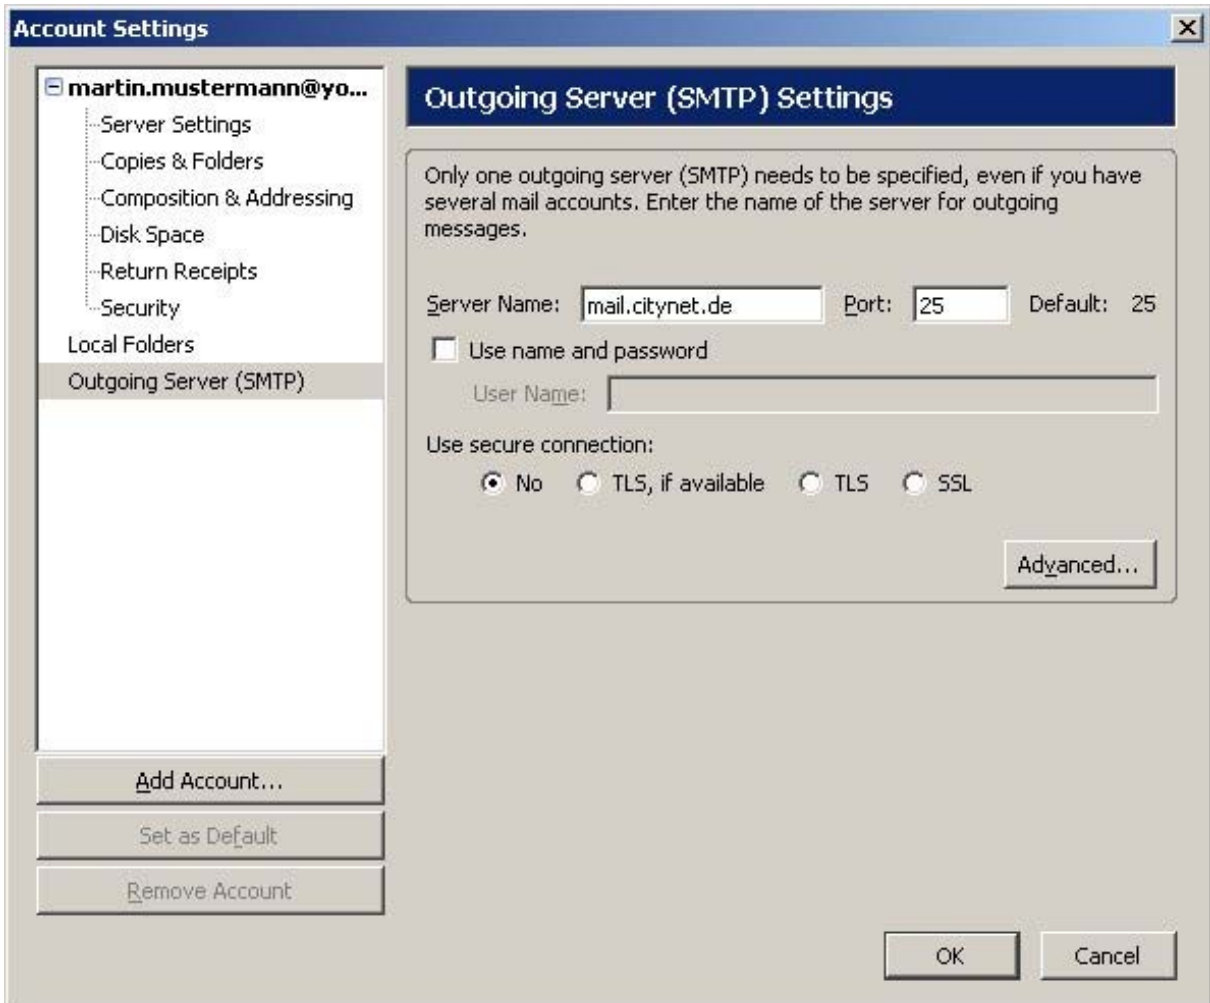 Account Settings
martin.mustermann@yo...
Server Settings
Copies & Folders
Composition & Addressing
Disk Space
Return Receipts
Security
Local Folders
Outgoing Server (SMTP)
Add Account...
Set as Default
Remove Account
Outgoing Server (SMTP) Settings
Only one outgoing server (SMTP) needs to be specified, even if you have
several mail accounts. Enter the name of the server for outgoing
messages.
Server Name: mail.citynet.de Port: 25 Default: 25
Use name and password
User Name:
Use secure connection:
No TLS, if available TLS SSL
Advanced...
OK Cancel